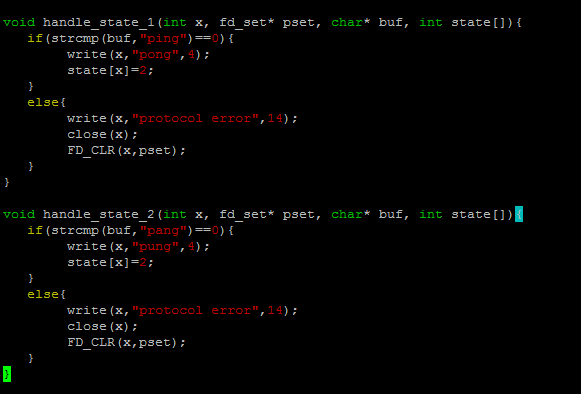 void handle_state_1(int x, fd_set* pset, char* buf, int state[]){
   if(strcmp(buf,"ping")==0){
        write(x,"pong",4);
        state[x]=2;
   }
   else{
        write(x,"protocol error",14);
        close(x);
        FD_CLR(x,pset);
   }
}

void handle_state_2(int x, fd_set* pset, char* buf, int state[]){
   if(strcmp(buf,"pang")==0){
        write(x,"pung",4);
        state[x]=2;
   }
   else{
        write(x,"protocol error",14);
        close(x);
        FD_CLR(x,pset);
   }
}